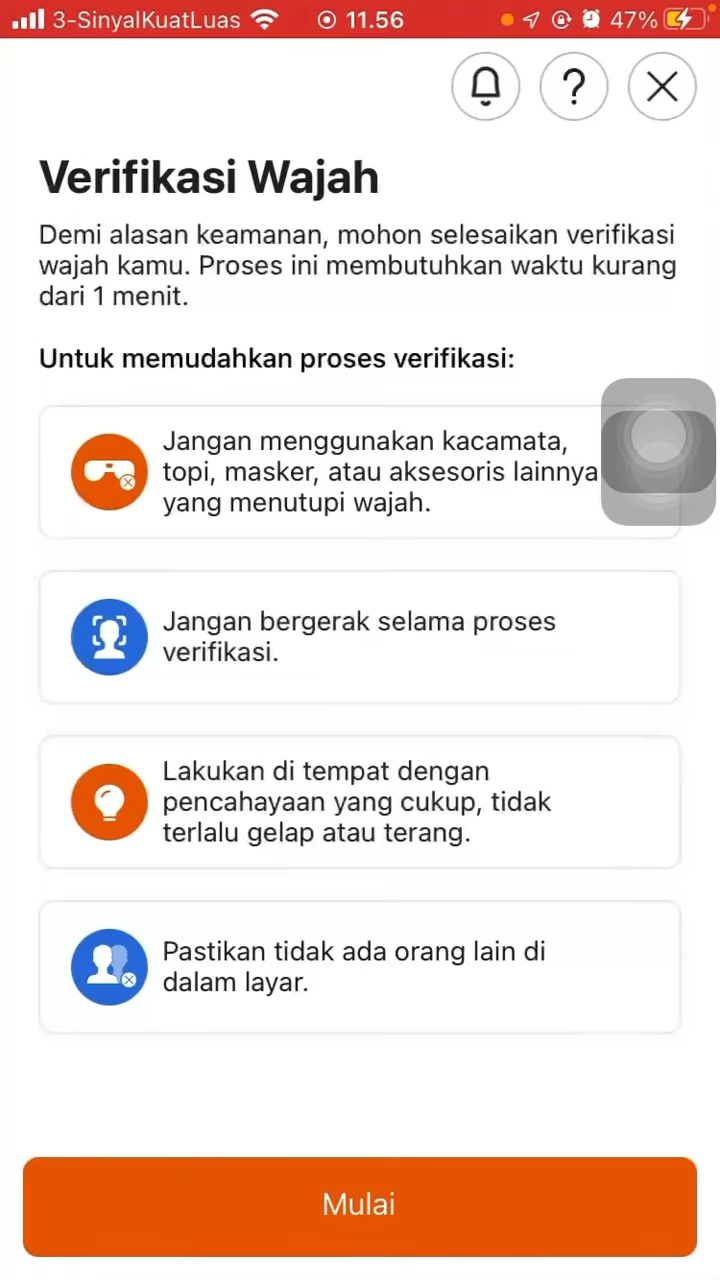 3-SinyalKuatLuas 11.56 47%
?
Verifikasi Wajah
Demi alasan keamanan, mohon selesaikan verifikasi
wajah kamu. Proses ini membutuhkan waktu kurang
dari 1 menit.
Untuk memudahkan proses verifikasi:
Jangan menggunakan kacamata,
topi, masker, atau aksesoris lainnya
yang menutupi wajah.
Jangan bergerak selama proses
verifikasi.
Lakukan di tempat dengan
pencahayaan yang cukup, tidak
terlalu gelap atau terang.
Pastikan tidak ada orang lain di
dalam layar.
Mulai